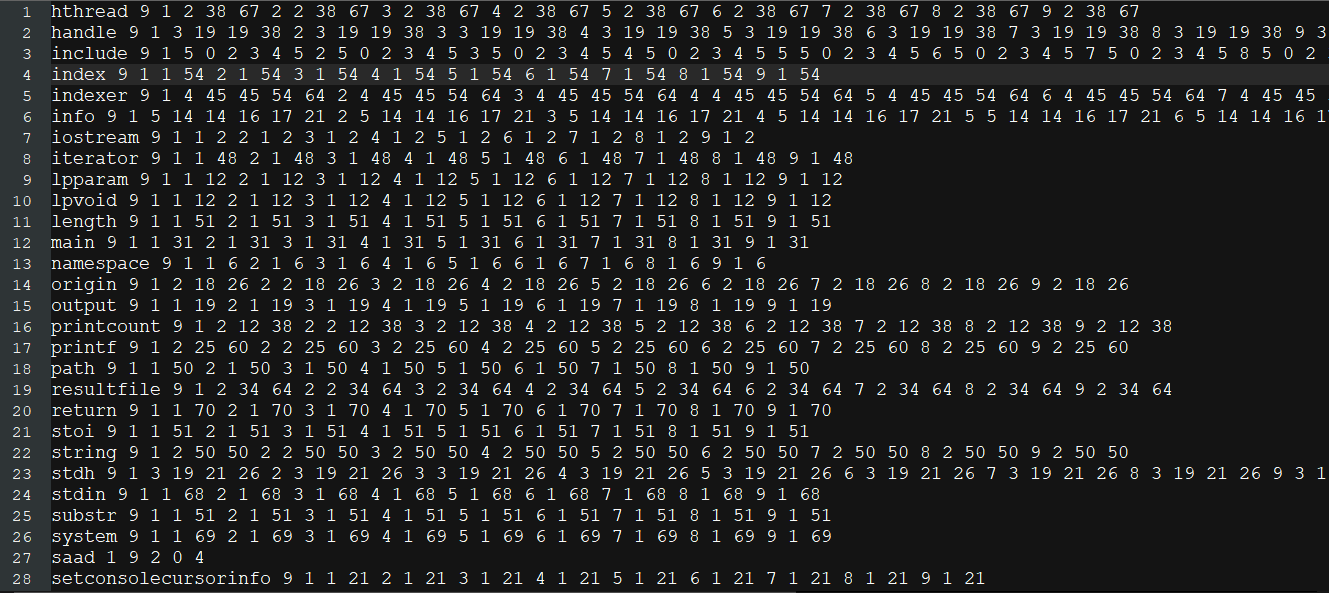 1 hthread 9 1 2 38 67 2 2 38 67 3 2 38 67 4 2 38 67 5 2 38 67 6 2 38 67 7 2 38 67 8 2 38 67 9 2 38 67
2 handle 9 1 3 19 19 38 2 3 19 19 38 3 3 19 19 38 4 3 19 19 38 5 3 19 19 38 6 3 19 19 38 7 3 19 19 38 8 3 19 19 38 9 3
3 include 9 1 5 0 2 3 4 5 2 5 0 2 3 4 5 3 5 0 2 3 4 5 4 5 0 2 3 4 5 5 5 0 2 3 4 5 6 5 0 2 3 4 5 7 5 0 2 3 4 5 8 5 0 2
4 index 9 1 1 54 2 1 54 3 1 54 4 1 54 5 1 54 6 1 54 7 1 54 8 1 54 9 1 54
5 indexer 9 1 4 45 45 54 64 2 4 45 45 54 64 3 4 45 45 54 64 4 4 45 45 54 64 5 4 45 45 54 64 6 4 45 45 54 64 7 4 45 45
6 info 9 1 5 14 14 16 17 21 2 5 14 14 16 17 21 3 5 14 14 16 17 21 4 5 14 14 16 17 21 5 5 14 14 16 17 21 6 5 14 14 16
7 iostream 9 1 1 2 2 1 2 3 1 2 4 1 2 5 1 2 6 1 2 7 1 2 8 1 2 9 1 2
8 iterator 9 1 1 48 2 1 48 3 1 48 4 1 48 5 1 48 6 1 48 7 1 48 8 1 48 9 1 48
9 lpparam 9 1 1 12 2 1 12 3 1 12 4 1 12 5 1 12 6 1 12 7 1 12 8 1 12 9 1 12
10 lpvoid 9 1 1 12 2 1 12 3 1 12 4 1 12 5 1 12 6 1 12 7 1 12 8 1 12 9 1 12
11 length 9 1 1 51 2 1 51 3 1 51 4 1 51 5 1 51 6 1 51 7 1 51 8 1 51 9 1 51
12 main 9 1 1 31 2 1 31 3 1 31 4 1 31 5 1 31 6 1 31 7 1 31 8 1 31 9 1 31
13 namespace 9 1 1 6 2 1 6 3 1 6 4 1 6 5 1 6 6 1 6 7 1 6 8 1 6 9 1 6
14 origin 9 1 2 18 26 2 2 18 26 3 2 18 26 4 2 18 26 5 2 18 26 6 2 18 26 7 2 18 26 8 2 18 26 9 2 18 26
15 output 9 1 1 19 2 1 19 3 1 19 4 1 19 5 1 19 6 1 19 7 1 19 8 1 19 9 1 19
16 printcount 9 1 2 12 38 2 2 12 38 3 2 12 38 4 2 12 38 5 2 12 38 6 2 12 38 7 2 12 38 8 2 12 38 9 2 12 38
17 printf 9 1 2 25 60 2 2 25 60 3 2 25 60 4 2 25 60 5 2 25 60 6 2 25 60 7 2 25 60 8 2 25 60 9 2 25 60
18 path 9 1 1 50 2 1 50 3 1 50 4 1 50 5 1 50 6 1 50 7 1 50 8 1 50 9 1 50
19 resultfile 9 1 2 34 64 2 2 34 64 3 2 34 64 4 2 34 64 5 2 34 64 6 2 34 64 7 2 34 64 8 2 34 64 9 2 34 64
20 return 9 1 1 70 2 1 70 3 1 70 4 1 70 5 1 70 6 1 70 7 1 70 8 1 70 9 1 70
21 stoi 9 1 1 51 2 1 51 3 1 51 4 1 51 5 1 51 6 1 51 7 1 51 8 1 51 9 1 51
22 string 9 1 2 50 50 2 2 50 50 3 2 50 50 4 2 50 50 5 2 50 50 6 2 50 50 7 2 50 50 8 2 50 50 9 2 50 50
23 stdh 9 1 3 19 21 26 2 3 19 21 26 3 3 19 21 26 4 3 19 21 26 5 3 19 21 26 6 3 19 21 26 7 3 19 21 26 8 3 19 21 26 9 3
24 stdin 9 1 1 68 2 1 68 3 1 68 4 1 68 5 1 68 6 1 68 7 1 68 8 1 68 9 1 68
25 substr 9 1 1 51 2 1 51 3 1 51 4 1 51 5 1 51 6 1 51 7 1 51 8 1 51 9 1 51
26 system 9 1 1 69 2 1 69 3 1 69 4 1 69 5 1 69 6 1 69 7 1 69 8 1 69 9 1 69
27 saad 1 9 2 0 4
28 setconsolecursorinfo 9 1 1 21 2 1 21 3 1 21 4 1 21 5 1 21 6 1 21 7 1 21 8 1 21 9 1 21